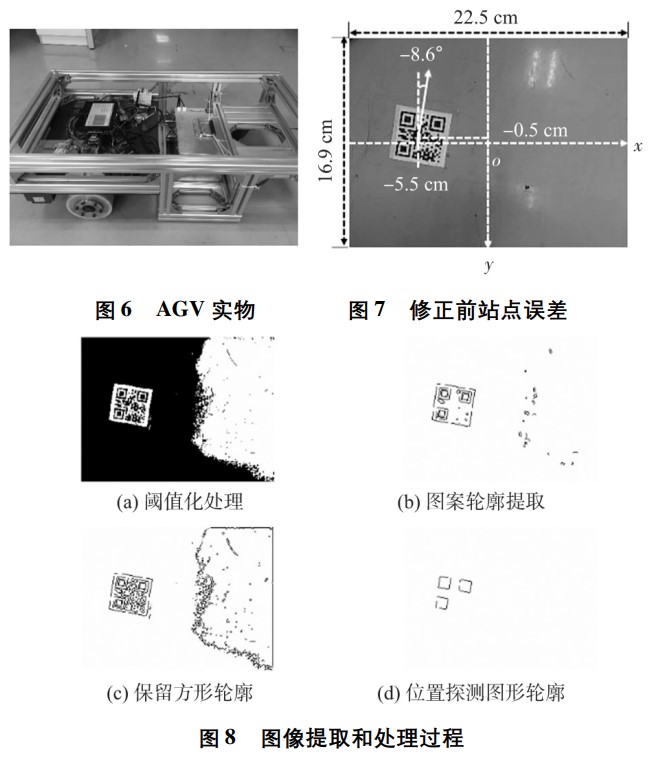 22.5 cm
16.9 cm
−8.6°
−0.5 cm
x
o
−5.5 cm
y
图 6 AGV 实物
图 7 修正前站点误差
(a) 阈值化处理
(b) 图案轮廓提取
(c) 保留方形轮廓
(d) 位置探测图形轮廓
图 8 图像提取和处理过程